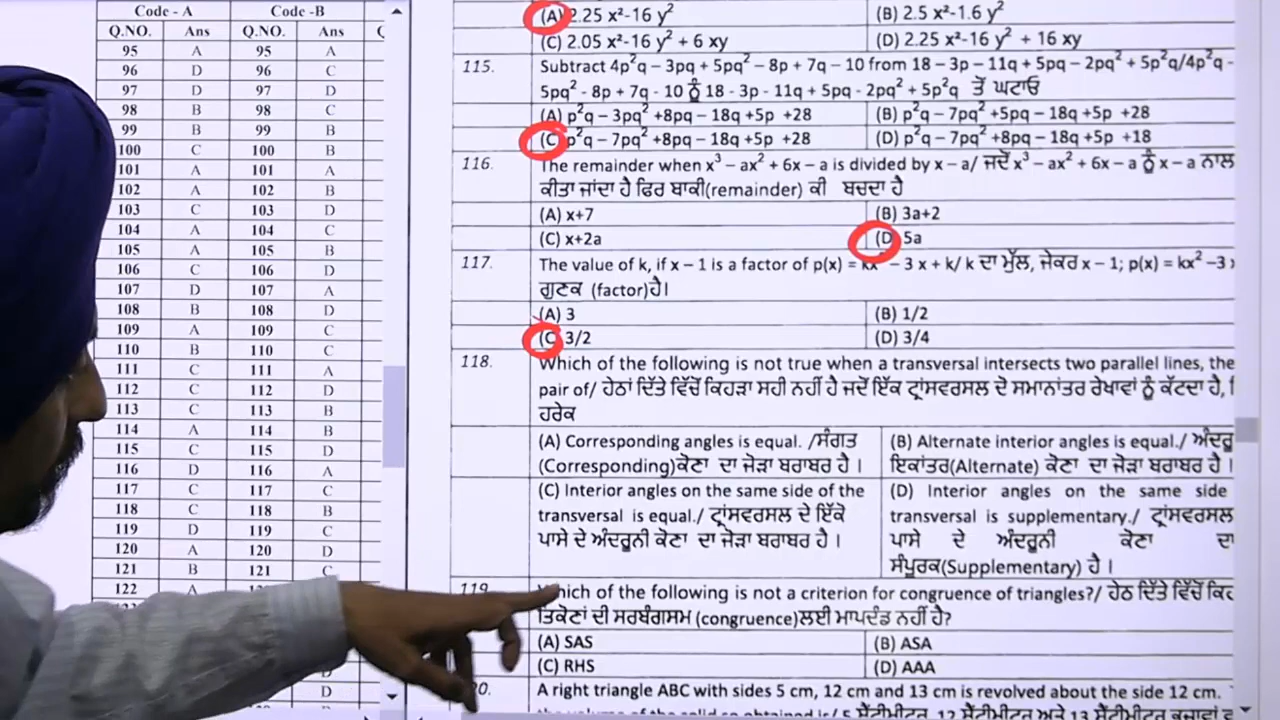 Code - A Code -B
Q.NO. Ans Q.NO. Ans
95 A 95 A
96 D 96 C
97 D 97 D
98 B 98 C
99 B 99 B
100 C 100 B
101 A 101 A
102 A 102 B
103 C 103 D
104 A 104 C
105 A 105 B
106 C 106 D
107 D 107 A
108 B 108 D
109 A 109 C
110 B 110 C
111 C 111 A
112 C 112 D
113 C 113 B
114 A 114 B
115 C 115 D
116 D 116 A
117 C 117 C
118 C 118 B
119 D 119 C
120 A 120 D
121 B 121 C
122 A
D
(A) 2.25 x²-16 y² (B) 2.5 x²-1.6 y²
(C) 2.05 x²-16 y² + 6 xy (D) 2.25 x²-16 y² + 16 xy
115. Subtract 4p²q – 3pq + 5pq² – 8p + 7q – 10 from 18 – 3p – 11q + 5pq – 2pq² + 5p²q/4p²q -
5pq² - 8p + 7q - 10 ਨੂੰ 18 - 3p - 11q + 5pq - 2pq² + 5p²q ਤੋਂ ਘਟਾਓ
(A) p²q – 3pq² +8pq – 18q +5p +28 (B) p²q – 7pq² +5pq – 18q +5p +28
(C p²q – 7pq² +8pq – 18q +5p +28 (D) p²q – 7pq² +8pq – 18q +5p +18
116. The remainder when x³ – ax² + 6x – a is divided by x – a/ ਜਦੋਂ x³ – ax² + 6x – a ਨੂੰ x – a ਨਾਲ
ਕੀਤਾ ਜਾਂਦਾ ਹੈ ਫਿਰ ਬਾਕੀ(remainder) ਕੀ ਬਚਦਾ ਹੈ
(A) x+7 (B) 3a+2
(C) x+2a (D 5a
117. The value of k, if x – 1 is a factor of p(x) = kx – 3 x + k/ k ਦਾ ਮੁੱਲ, ਜੇਕਰ x – 1; p(x) = kx² –3
ਗੁਣਕ (factor)ਹੈ।
(A) 3 (B) 1/2
(C 3/2 (D) 3/4
118. Which of the following is not true when a transversal intersects two parallel lines, the
pair of/ ਹੇਠਾਂ ਦਿੱਤੇ ਵਿੱਚੋਂ ਕਿਹੜਾ ਸਹੀ ਨਹੀਂ ਹੈ ਜਦੋਂ ਇੱਕ ਟ੍ਰਾਂਸਵਰਸਲ ਦੋ ਸਮਾਨਾਂਤਰ ਰੇਖਾਵਾਂ ਨੂੰ ਕੱਟਦਾ ਹੈ,
ਹਰੇਕ
(A) Corresponding angles is equal. /ਸੰਗਤ (B) Alternate interior angles is equal./
(Corresponding)ਕੋਣਾ ਦਾ ਜੋੜਾ ਬਰਾਬਰ ਹੈ। ਇਕਾਂਤਰ(Alternate) ਕੋਣਾ ਦਾ ਜੋੜਾ ਬਰਾਬਰ ਹੈ।
(C) Interior angles on the same side of the (D) Interior angles on the same side
transversal is equal./ ਟ੍ਰਾਂਸਵਰਸਲ ਦੇ ਇੱਕੋ transversal is supplementary./ ਟ੍ਰਾਂਸਵਰਸਲ
ਪਾਸੇ ਦੇ ਅੰਦਰੂਨੀ ਕੋਣਾ ਦਾ ਜੋੜਾ ਬਰਾਬਰ ਹੈ। ਪਾਸੇ ਦੇ ਅੰਦਰੂਨੀ ਕੋਣਾ ਦਾ
ਸੰਪੂਰਕ(Supplementary) ਹੈ।
119. Which of the following is not a criterion for congruence of triangles?/ ਹੇਠ ਦਿੱਤੇ ਵਿੱਚੋਂ
ਤਿਕੋਣਾਂ ਦੀ ਸਰਬੰਗਸਮ (congruence)ਲਈ ਮਾਪਦੰਡ ਨਹੀਂ ਹੈ?
(A) SAS (B) ASA
(C) RHS (D) AAA
20. A right triangle ABC with sides 5 cm, 12 cm and 13 cm is revolved about the side 12 cm.